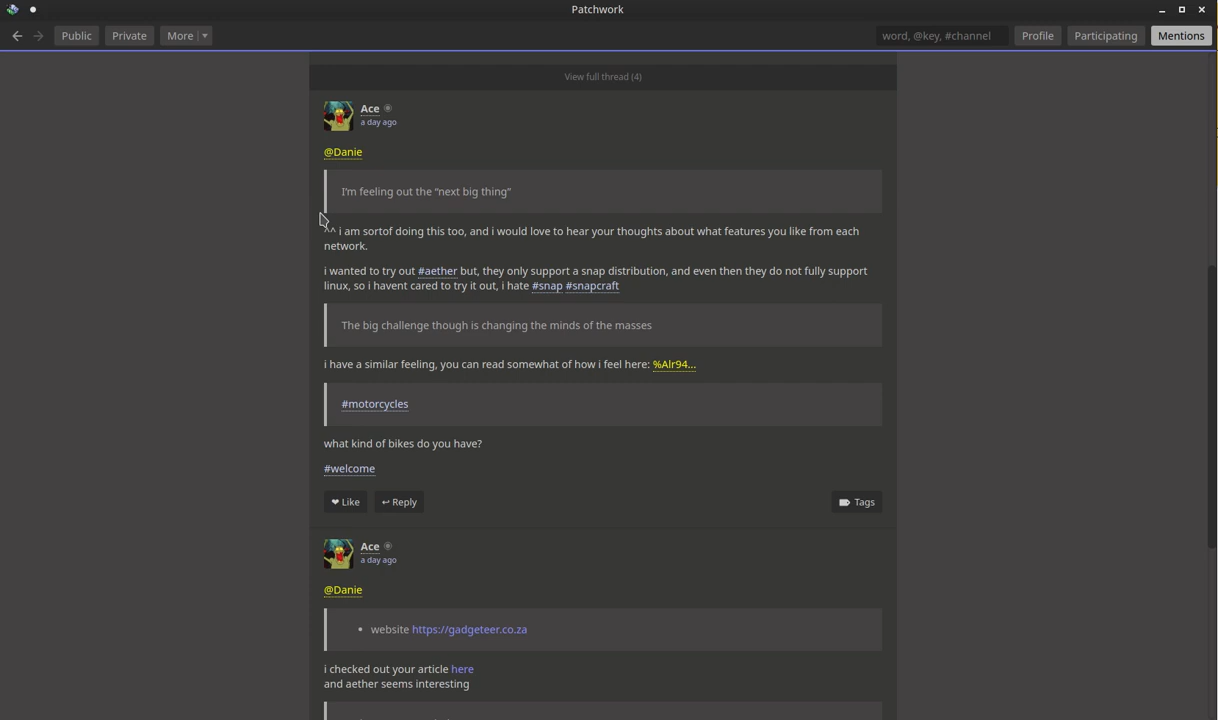 Patchwork
Public Private More word, @key, #channel Profile Participating Mentions
View full thread (4)
Ace
a day ago
@Danie
I'm feeling out the “next big thing”
^^ i am sortof doing this too, and i would love to hear your thoughts about what features you like from each
network.
i wanted to try out #aether but, they only support a snap distribution, and even then they do not fully support
linux, so i havent cared to try it out, i hate #snap #snapcraft
The big challenge though is changing the minds of the masses
i have a similar feeling, you can read somewhat of how i feel here: %Alr94...
#motorcycles
what kind of bikes do you have?
#welcome
Like Reply Tags
Ace
a day ago
@Danie
• website https://gadgeteer.co.za
i checked out your article here
and aether seems interesting